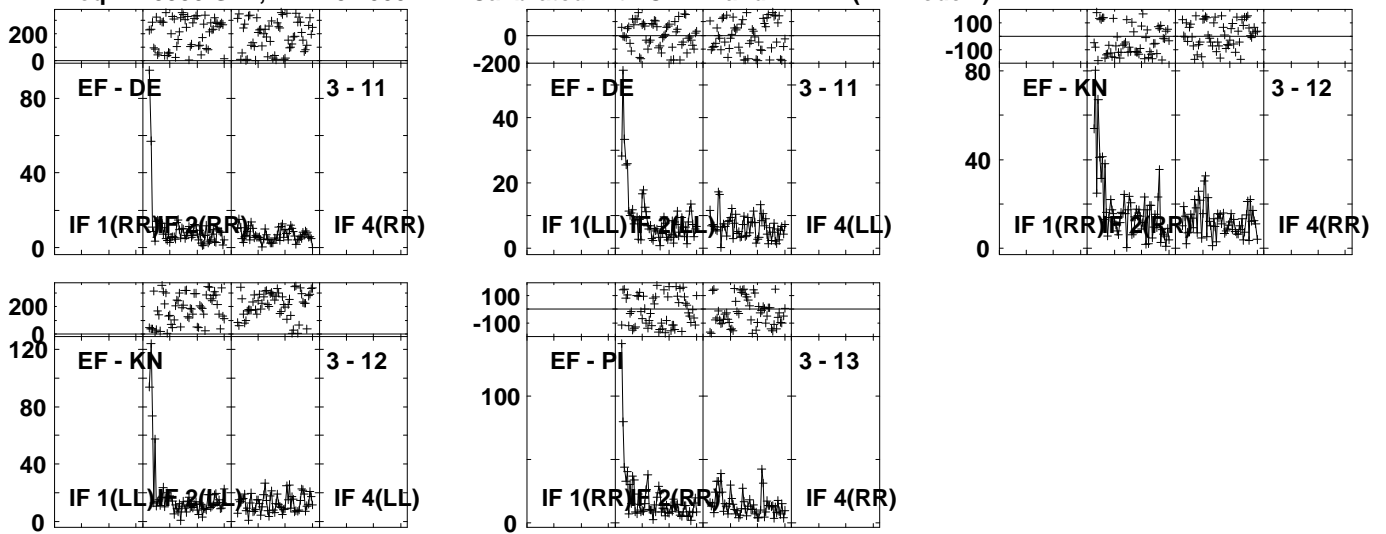 200
0
0
-200
100
-100
EF - DE
3 - 11
EF - DE
3 - 11
EF - KN
3 - 12
80
40
0
40
20
0
80
40
0
IF 1(RR)
IF 2(RR)
IF 4(RR)
IF 1(LL)
IF 2(LL)
IF 4(LL)
IF 1(RR)
IF 2(RR)
IF 4(RR)
200
0
100
-100
EF - KN
3 - 12
EF - PI
3 - 13
120
80
40
0
100
0
IF 1(LL)
IF 2(LL)
IF 4(LL)
IF 1(RR)
IF 2(RR)
IF 4(RR)